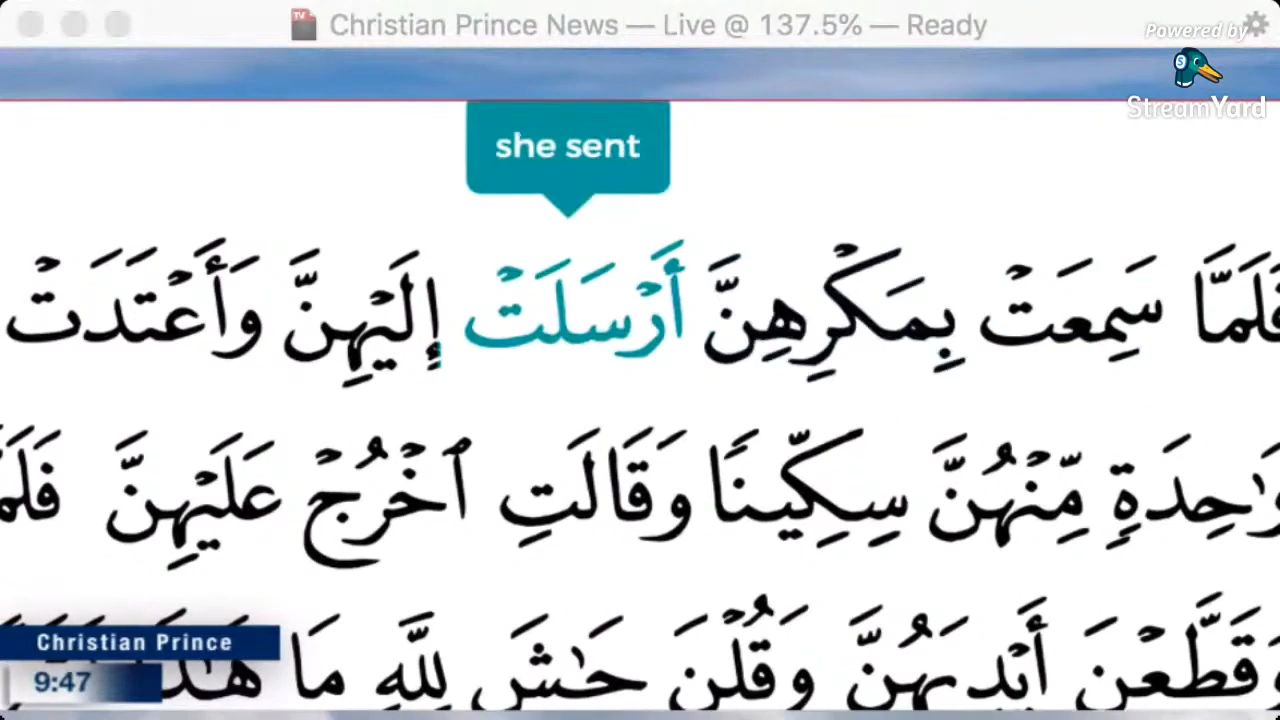 Christian Prince News — Live @ 137.5% — Ready
Powered by
StreamYard
she sent
فَلَمَّا سَمِعَتْ بِمَكْرِهِنَّ أَرْسَلَتْ إِلَيْهِنَّ وَأَعْتَدَتْ
وَٰحِدَةٍ مِّنْهُنَّ سِكِّينًا وَقَالَتِ ٱخْرُجْ عَلَيْهِنَّ
وَقَطَّعْنَ أَيْدِيَهُنَّ وَقُلْنَ حَـٰشَ لِلَّهِ مَا هَـٰذَا
Christian Prince
9:47